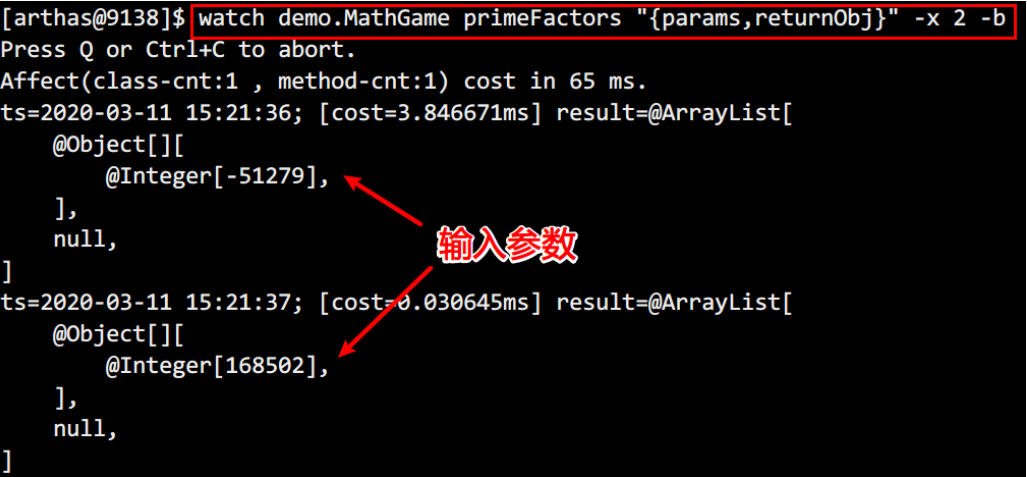 [arthas@9138]$ watch demo.MathGame primeFactors "{params,returnObj}" -x 2 -b
Press Q or Ctrl+C to abort.
Affect(class-cnt:1 , method-cnt:1) cost in 65 ms.
ts=2020-03-11 15:21:36; [cost=3.846671ms] result=@ArrayList[
    @Object[][
        @Integer[-51279],
    ],
    null,
输入参数
]
ts=2020-03-11 15:21:37; [cost=0.030645ms] result=@ArrayList[
    @Object[][
        @Integer[168502],
    ],
    null,
]